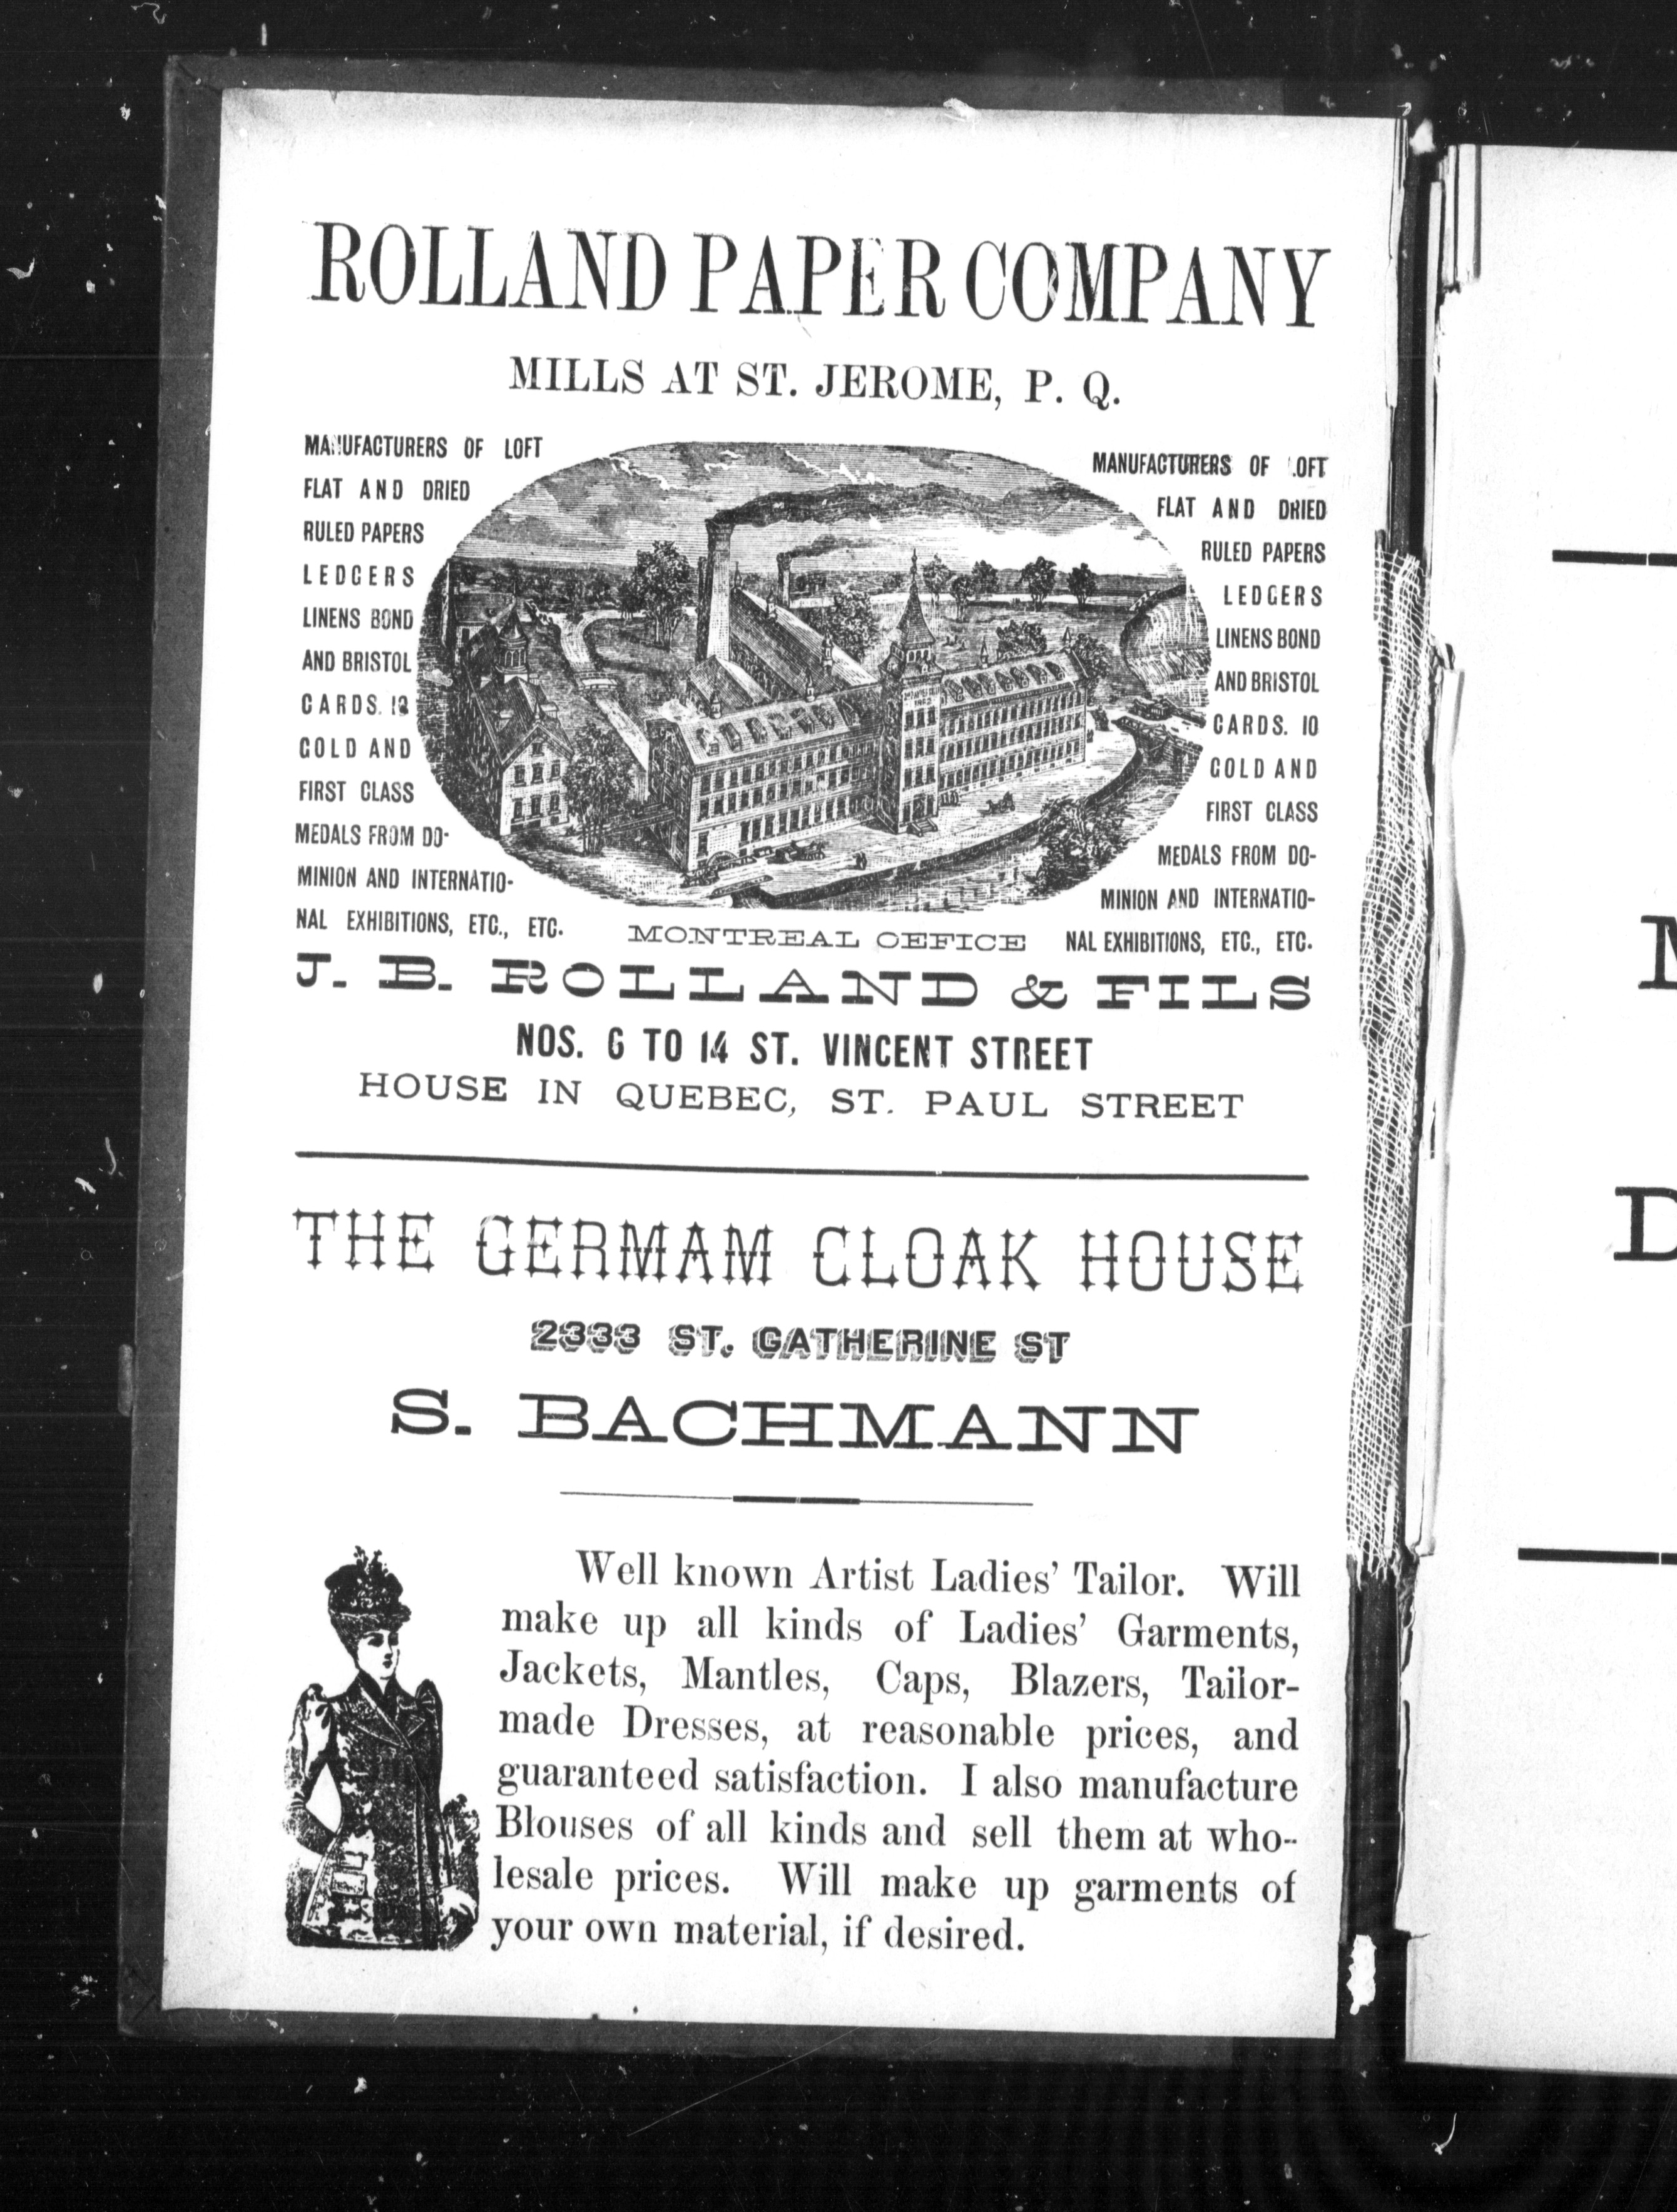 ROLLAND PAPER COMPANY
MILLS AT ST. JEROME, P. Q.
MANUFACTURERS OF LOFT
FLAT AND DRIED
RULED PAPERS
LEDGERS
LINENS BOND
AND BRISTOL
CARDS.
GOLD AND
FIRST CLASS
MEDALS FROM DO-
MINION AND INTERNATIO-
NAL EXHIBITIONS, ETC., ETC.
MANUFACTURERS OF LOFT
FLAT AND DRIED
RULED PAPERS
LEDGERS
LINENS BOND
AND BRISTOL
CARDS. 10
GOLD AND
FIRST CLASS
MEDALS FROM DO-
MINION AND INTERNATIO-
NAL EXHIBITIONS, ETC., ETC.
MONTREAL OEFICE
J. B. ROLLAND & FILS
NOS. 6 TO 14 ST. VINCENT STREET
HOUSE IN QUEBEC, ST. PAUL STREET
THE GERMAM CLOAK HOUSE
2333 ST. GATHERINE ST
S. BACHMANN
Well known Artist Ladies' Tailor. Will
make up all kinds of Ladies' Garments,
Jackets, Mantles, Caps, Blazers, Tailor-
made Dresses, at reasonable prices, and
guaranteed satisfaction. I also manufacture
Blouses of all kinds and sell them at who-
lesale prices. Will make up garments of
your own material, if desired.
D